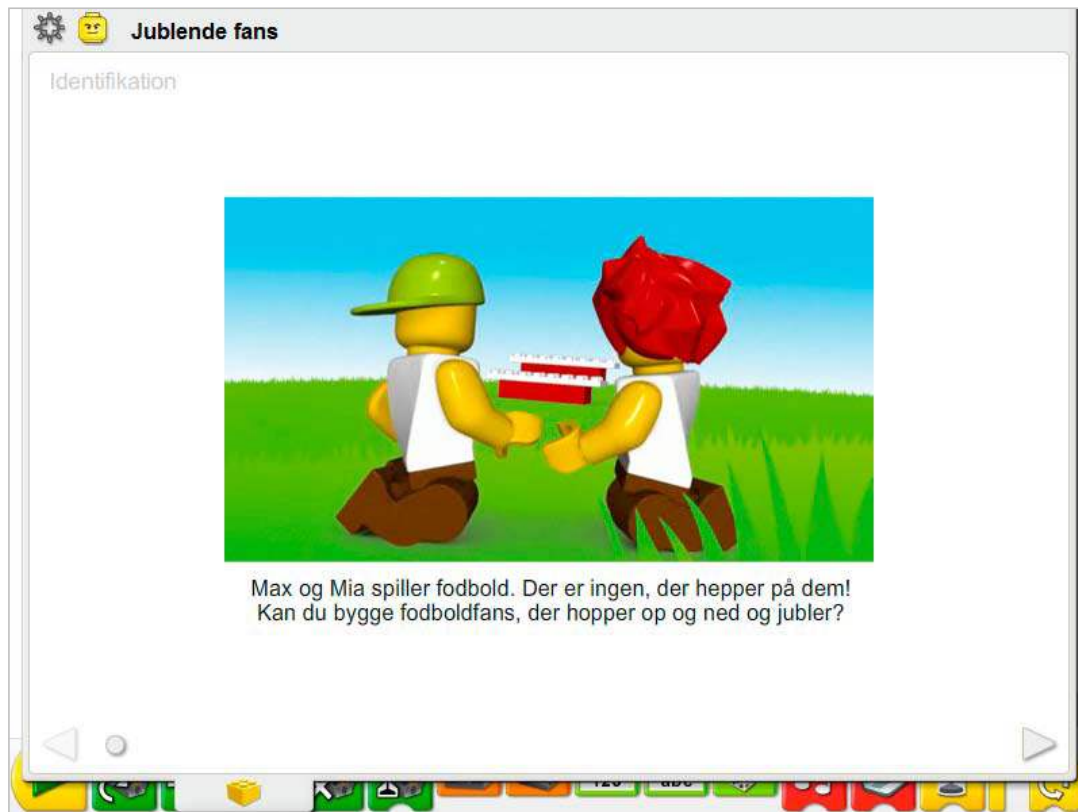 Jublende fans
Identifikation
Max og Mia spiller fodbold. Der er ingen, der hepper på dem!
Kan du bygge fodboldfans, der hopper op og ned og jubler?